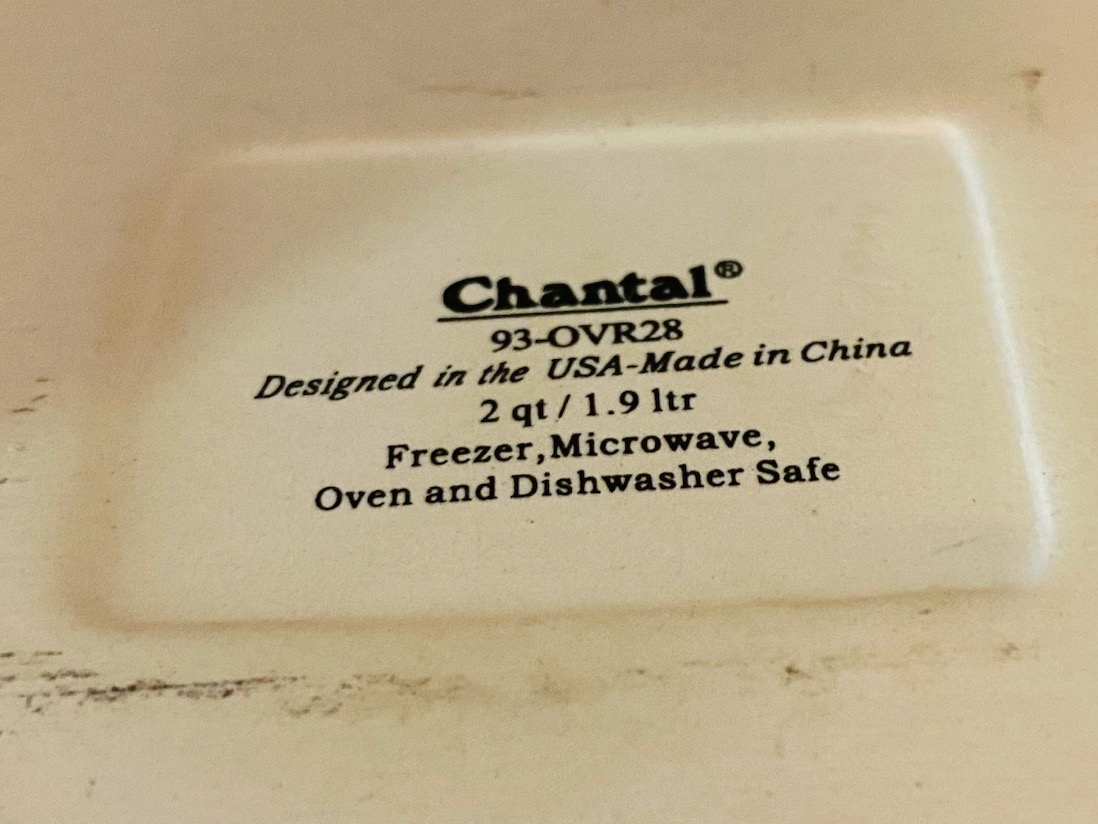 Chantal®
93-OVR28
Designed in the USA-Made in China
2 qt / 1.9 ltr
Freezer, Microwave,
Oven and Dishwasher Safe